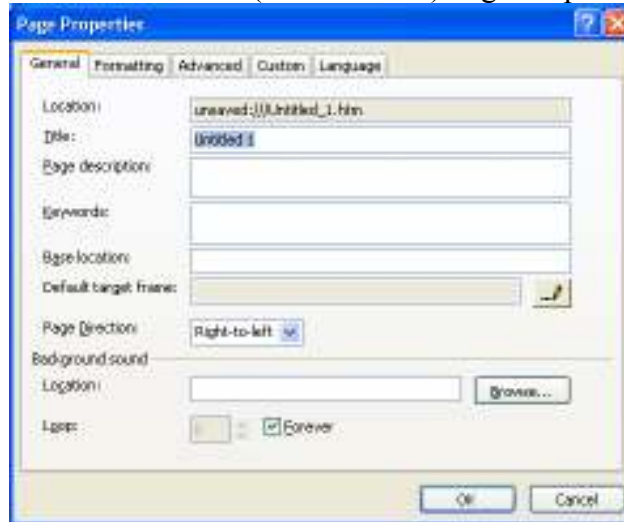 Page Properties
General Formatting Advanced Custom Language
Location: unsaved:///Untitled_1.htm
Title: Untitled 1
Page description:
Keywords:
Base location:
Default target frame:
Page Direction: Right-to-left
Background sound
Location: Browse...
Loop: Forever
OK Cancel